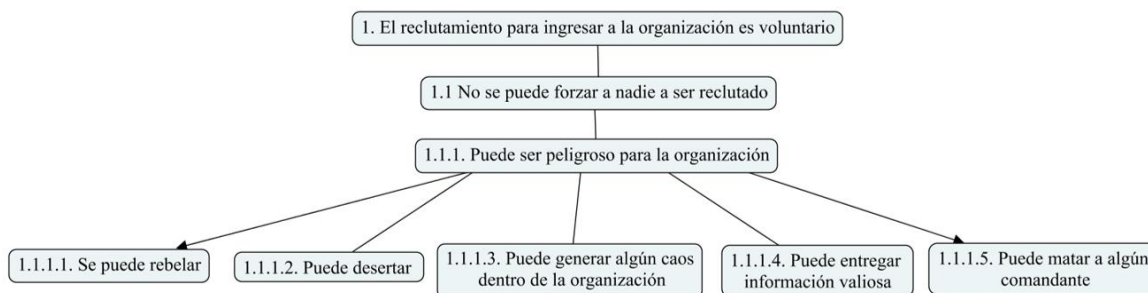 1. El reclutamiento para ingresar a la organización es voluntario
1.1 No se puede forzar a nadie a ser reclutado
1.1.1. Puede ser peligroso para la organización
1.1.1.1. Se puede rebelar
1.1.1.2. Puede desertar
1.1.1.3. Puede generar algún caos
dentro de la organización
1.1.1.4. Puede entregar
información valiosa
1.1.1.5. Puede matar a algún
comandante